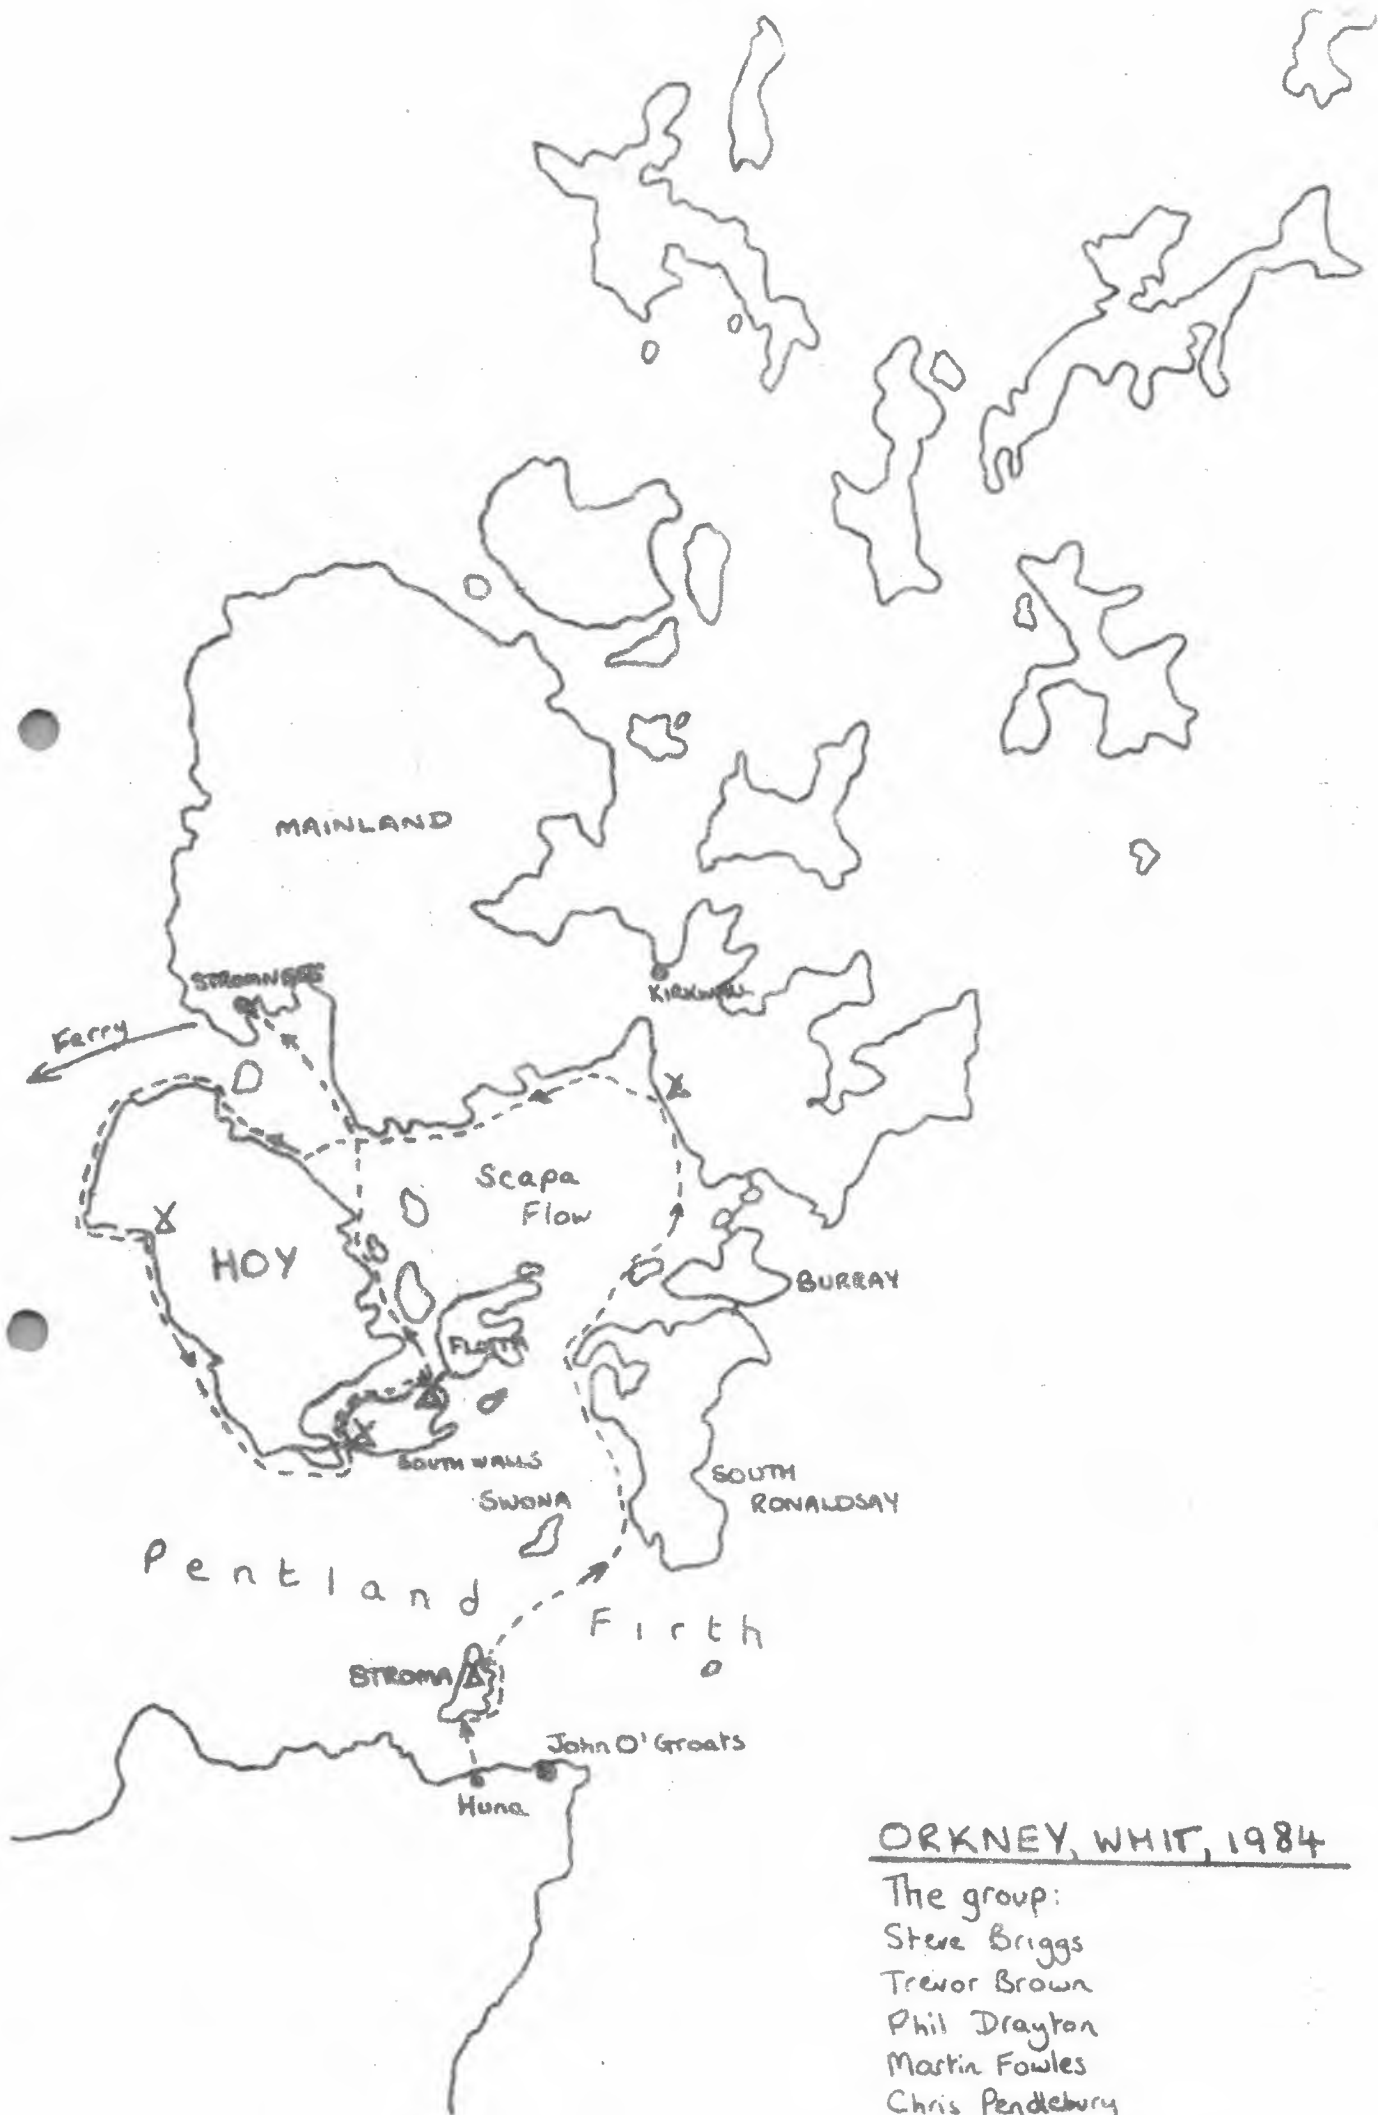 MAINLAND
STROMNESS
KIRKWALL
Ferry
Scapa
Flow
HOY
BURRAY
FLOTTA
SOUTH WALLS
SOUTH
RONALDSAY
SWONA
Pentland
Firth
STROMA
John O' Groats
Huna
ORKNEY, WHIT, 1984
The group:
Steve Briggs
Trevor Brown
Phil Drayton
Martin Fowles
Chris Pendlebury